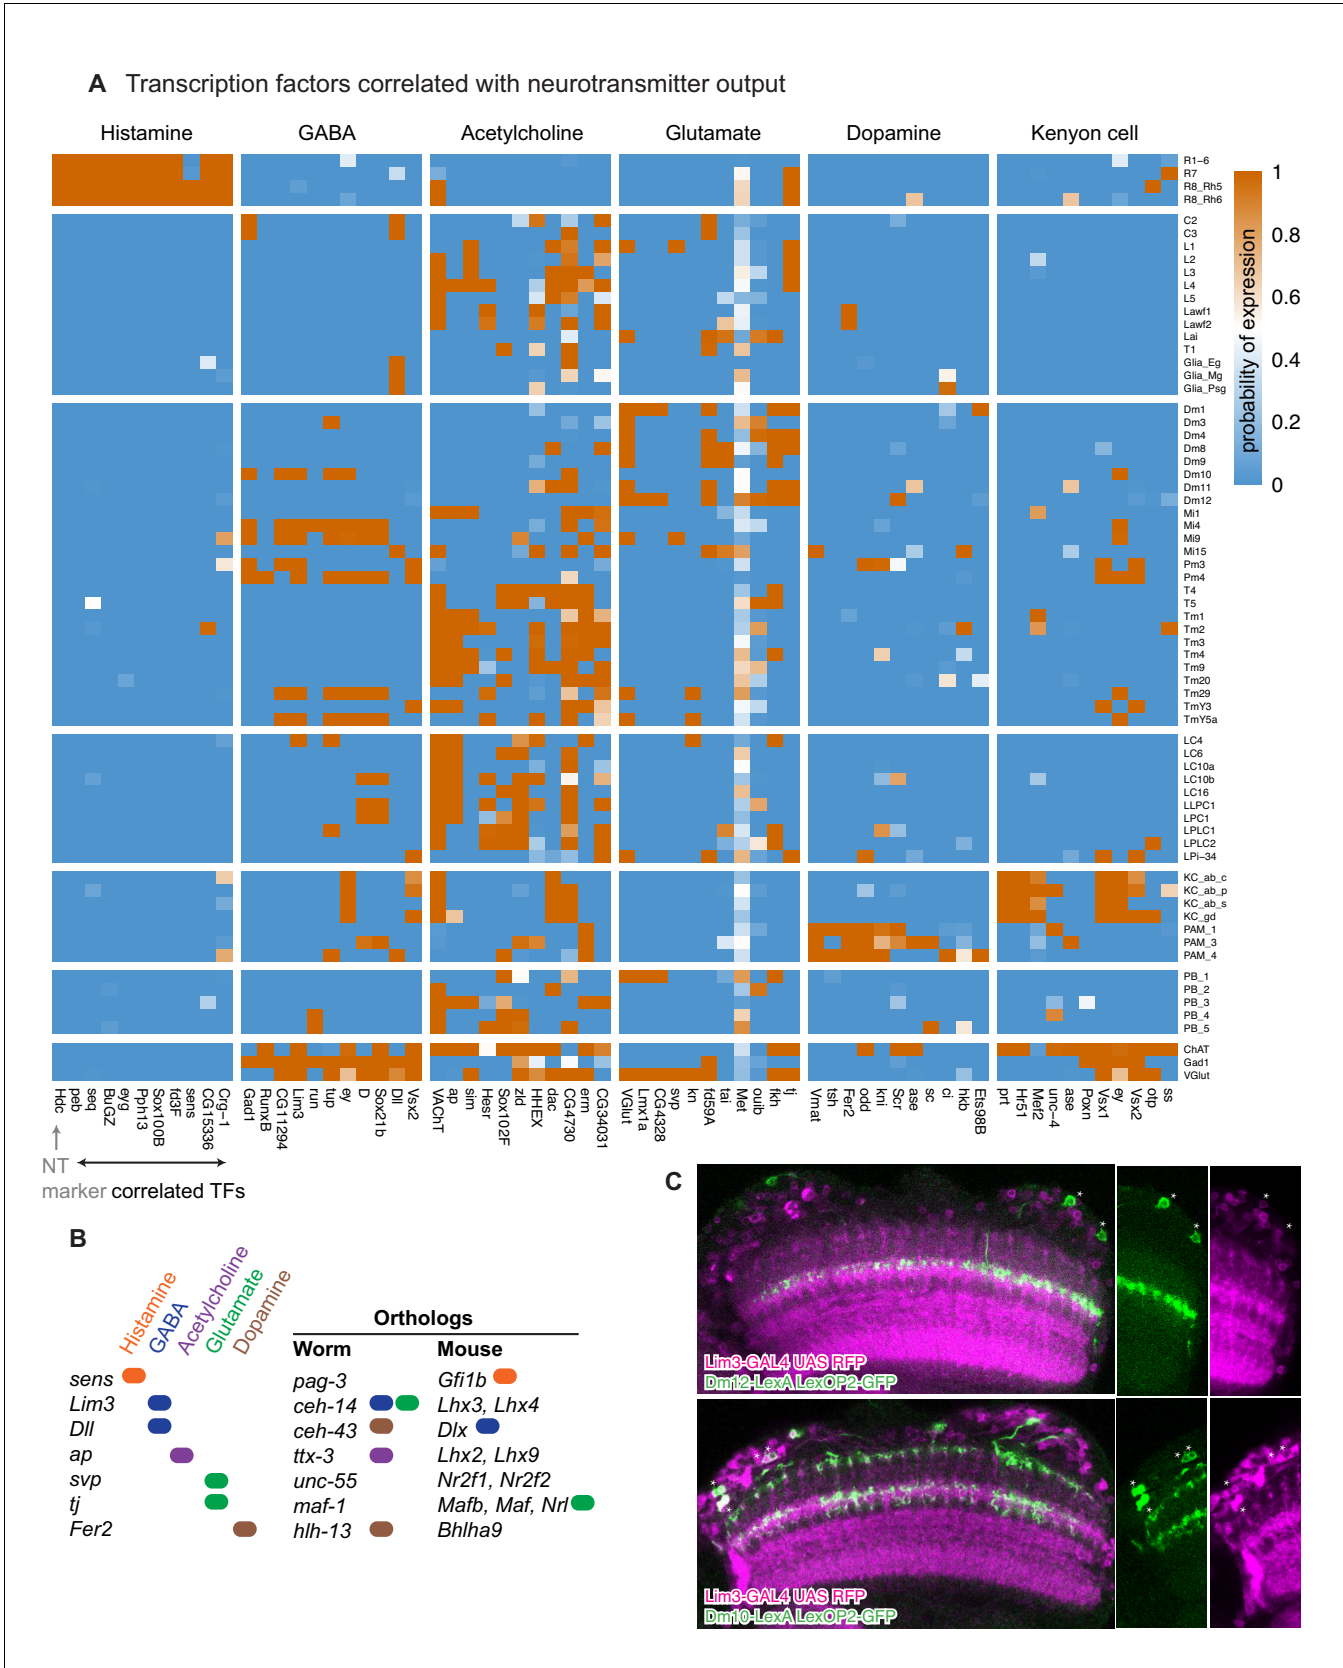 A Transcription factors correlated with neurotransmitter output
Histamine GABA Acetylcholine Glutamate Dopamine Kenyon cell
R1-6
R7
R8_Rh5
R8_Rh6
C2
C3
L1
L2
L3
L4
L5
Lawf1
Lawf2
Lai
T1
Glia_Eg
Glia_Mg
Glia_Psg
Dm1
Dm3
Dm4
Dm8
Dm9
Dm10
Dm11
Dm12
Mi1
Mi4
Mi9
Mi15
Pm3
Pm4
T4
T5
Tm1
Tm2
Tm3
Tm4
Tm9
Tm20
Tm29
TmY3
TmY5a
LC4
LC6
LC10a
LC10b
LC16
LLPC1
LPC1
LPLC1
LPLC2
LPi-34
KC_ab_c
KC_ab_p
KC_ab_s
KC_gd
PAM_1
PAM_3
PAM_4
PB_1
PB_2
PB_3
PB_4
PB_5
ChAT
Gad1
VGlut
probability of expression
1
0.8
0.6
0.4
0.2
0
Hdc peb seq BuGZ eyg Pph13 Sox100B fd3F sens CG15336 Crg-1
Gad1 RunxB CG11294 Lim3 run tup ey D Sox21b Dll Vsx2
VAChT ap sim Hesr Sox102F zld HHEX dac CG4730 erm CG34031
VGlut Lmx1a CG4328 svp kn fd59A tai Met ouib fkh tj
Vmat tsh Fer2 odd kni Scr ase sc ci hkb Ets98B
prt Hr51 Mef2 unc-4 ase Poxn Vsx1 ey Vsx2 otp ss
NT
marker correlated TFs
B
Histamine GABA Acetylcholine Glutamate Dopamine
Orthologs
Worm Mouse
sens pag-3 Gfi1b
Lim3 ceh-14 Lhx3, Lhx4
Dll ceh-43 Dlx
ap ttx-3 Lhx2, Lhx9
svp unc-55 Nr2f1, Nr2f2
tj maf-1 Mafb, Maf, Nrl
Fer2 hlh-13 Bhlha9
C
Lim3-GAL4 UAS RFP
Dm12-LexA LexOP2-GFP
Lim3-GAL4 UAS RFP
Dm10-LexA LexOP2-GFP